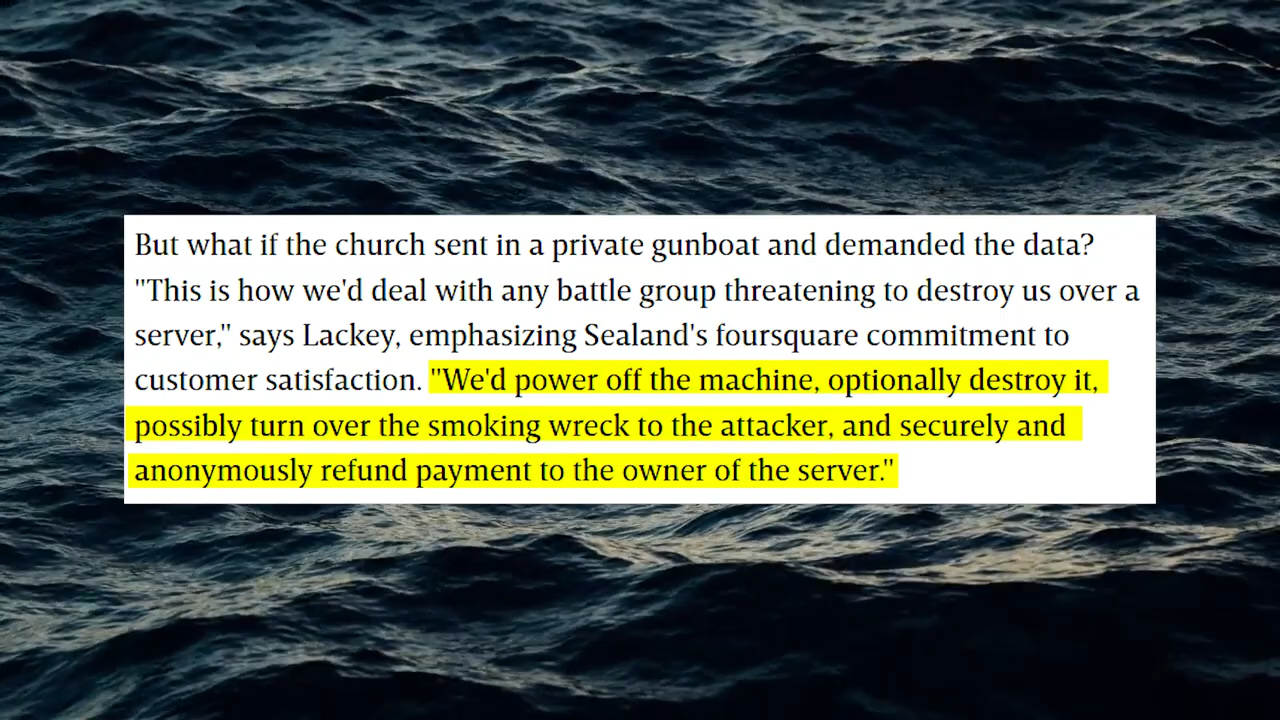 But what if the church sent in a private gunboat and demanded the data?
"This is how we'd deal with any battle group threatening to destroy us over a
server," says Lackey, emphasizing Sealand's foursquare commitment to
customer satisfaction. "We'd power off the machine, optionally destroy it,
possibly turn over the smoking wreck to the attacker, and securely and
anonymously refund payment to the owner of the server."